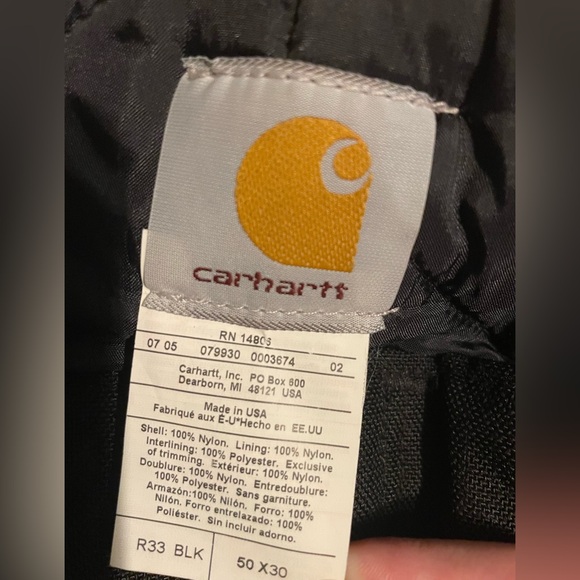 carhartt
RN 14806
07 05 079930 0003674 02
Carhartt, Inc. PO Box 600
Dearborn, MI 48121 USA
Made in USA
Fabriqué aux É-U*Hecho en EE.UU
Shell: 100% Nylon. Lining: 100% Nylon.
Interlining: 100% Polyester. Exclusive
of trimming. Extérieur: 100% Nylon.
Doublure: 100% Nylon. Entredoublure:
100% Polyester. Sans garniture.
Armazón:100% Nilón. Forro: 100%
Nilón. Forro entrelazado: 100%
Poliéster. Sin incluir adorno.
R33 BLK 50 X30